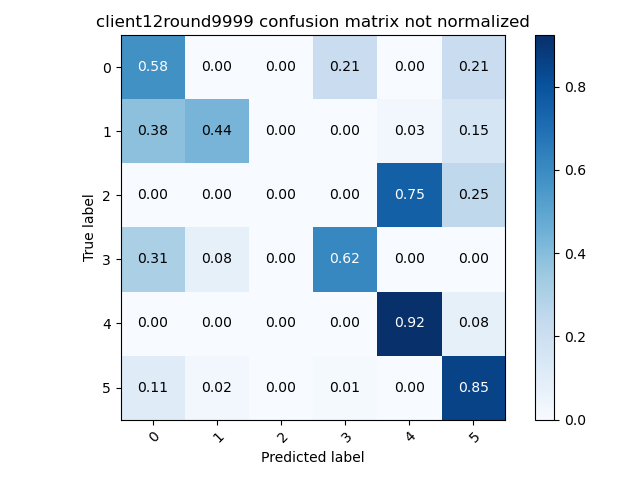 client12round9999 confusion matrix not normalized
0 0.58 0.00 0.00 0.21 0.00 0.21
1 0.38 0.44 0.00 0.00 0.03 0.15
2 0.00 0.00 0.00 0.00 0.75 0.25
3 0.31 0.08 0.00 0.62 0.00 0.00
4 0.00 0.00 0.00 0.00 0.92 0.08
5 0.11 0.02 0.00 0.01 0.00 0.85
0 1 2 3 4 5
True label
Predicted label
0.8
0.6
0.4
0.2
0.0